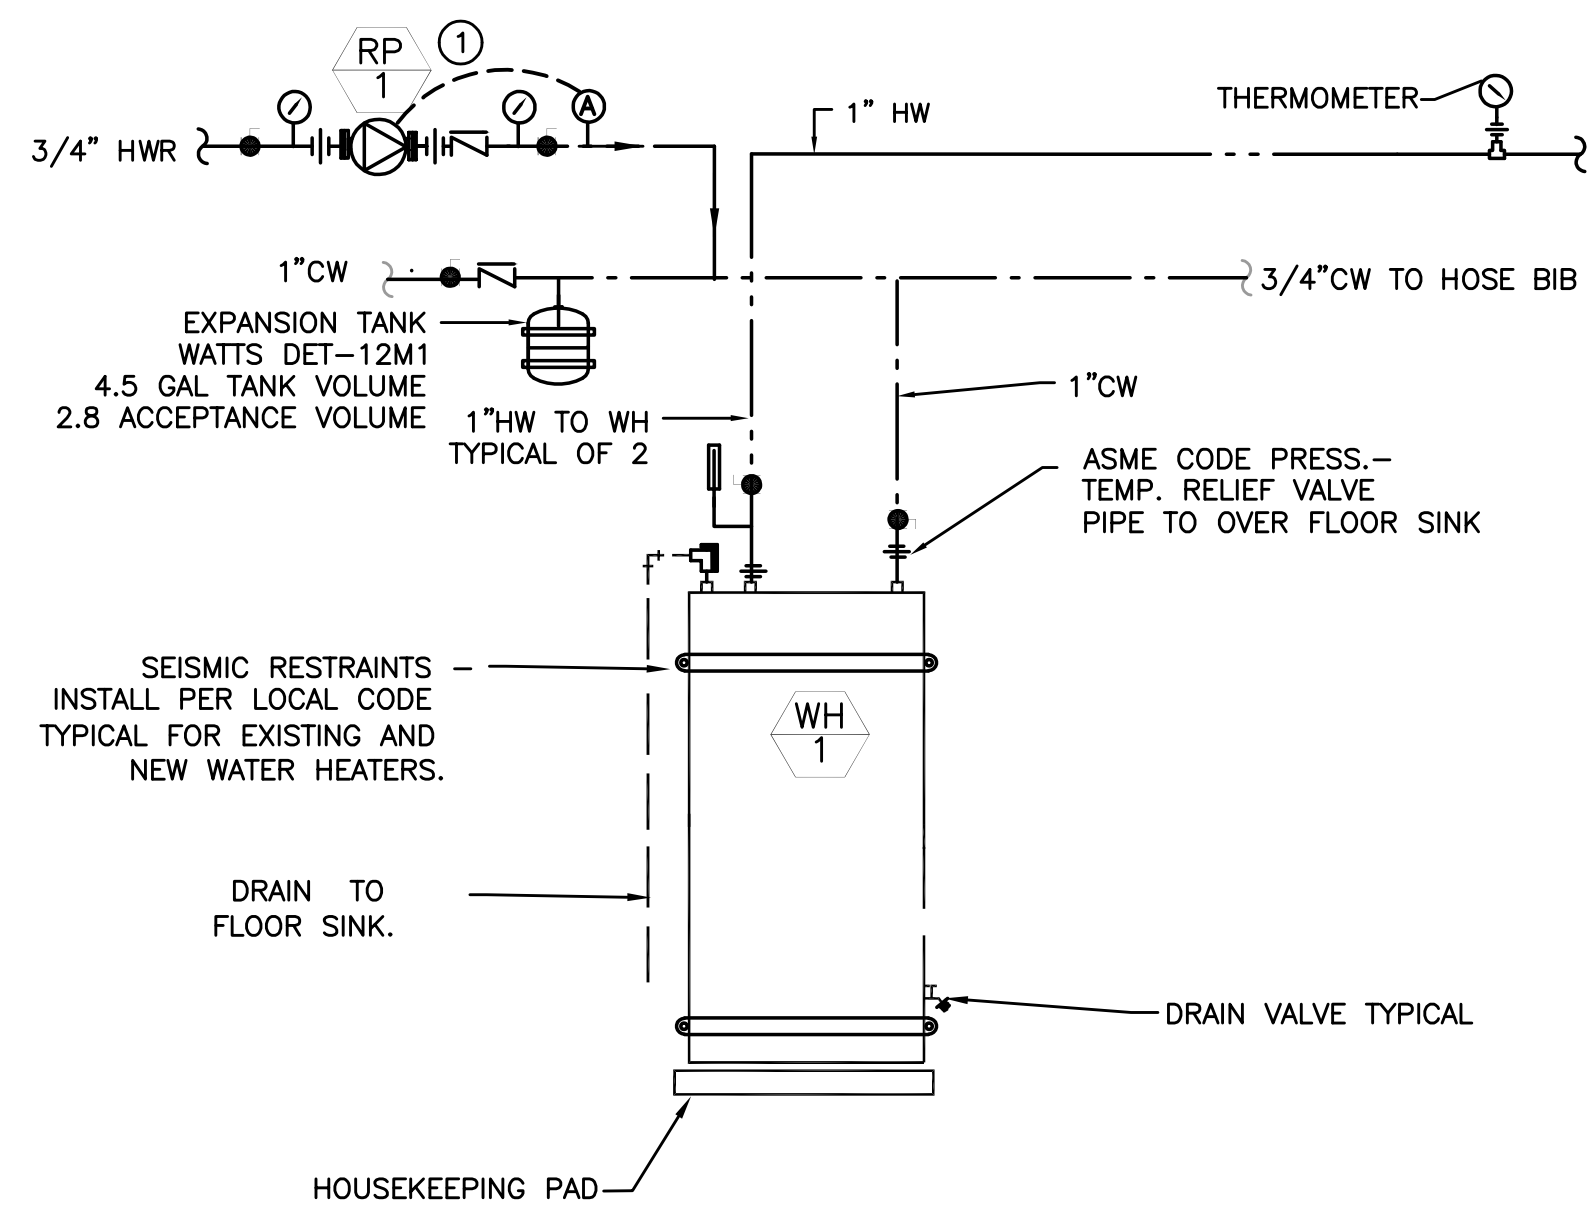 RP
1
1
A
3/4" HWR
1" HW
THERMOMETER
1"CW
3/4"CW TO HOSE BIB
EXPANSION TANK
WATTS DET-12M1
4.5 GAL TANK VOLUME
2.8 ACCEPTANCE VOLUME
1"HW TO WH
TYPICAL OF 2
1"CW
ASME CODE PRESS.-
TEMP. RELIEF VALVE
PIPE TO OVER FLOOR SINK
SEISMIC RESTRAINTS -
INSTALL PER LOCAL CODE
TYPICAL FOR EXISTING AND
NEW WATER HEATERS.
WH
1
DRAIN TO
FLOOR SINK.
DRAIN VALVE TYPICAL
HOUSEKEEPING PAD